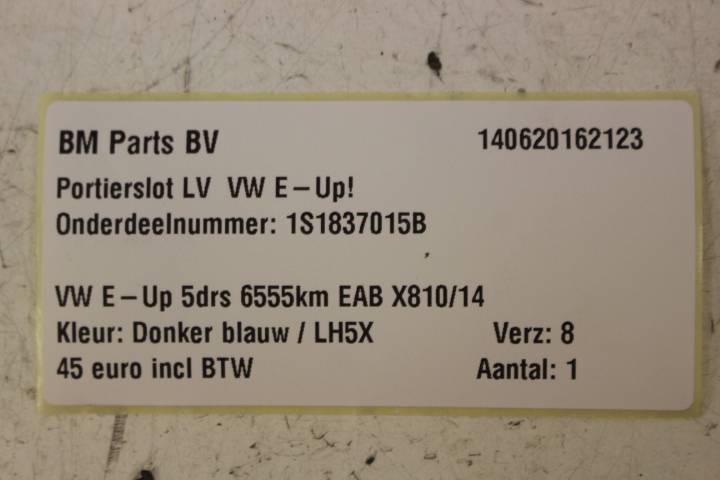 BM Parts BV 140620162123
Portierslot LV VW E-Up!
Onderdeelnummer: 1S1837015B
VW E-Up 5drs 6555km EAB X810/14
Kleur: Donker blauw / LH5X Verz: 8
45 euro incl BTW Aantal: 1